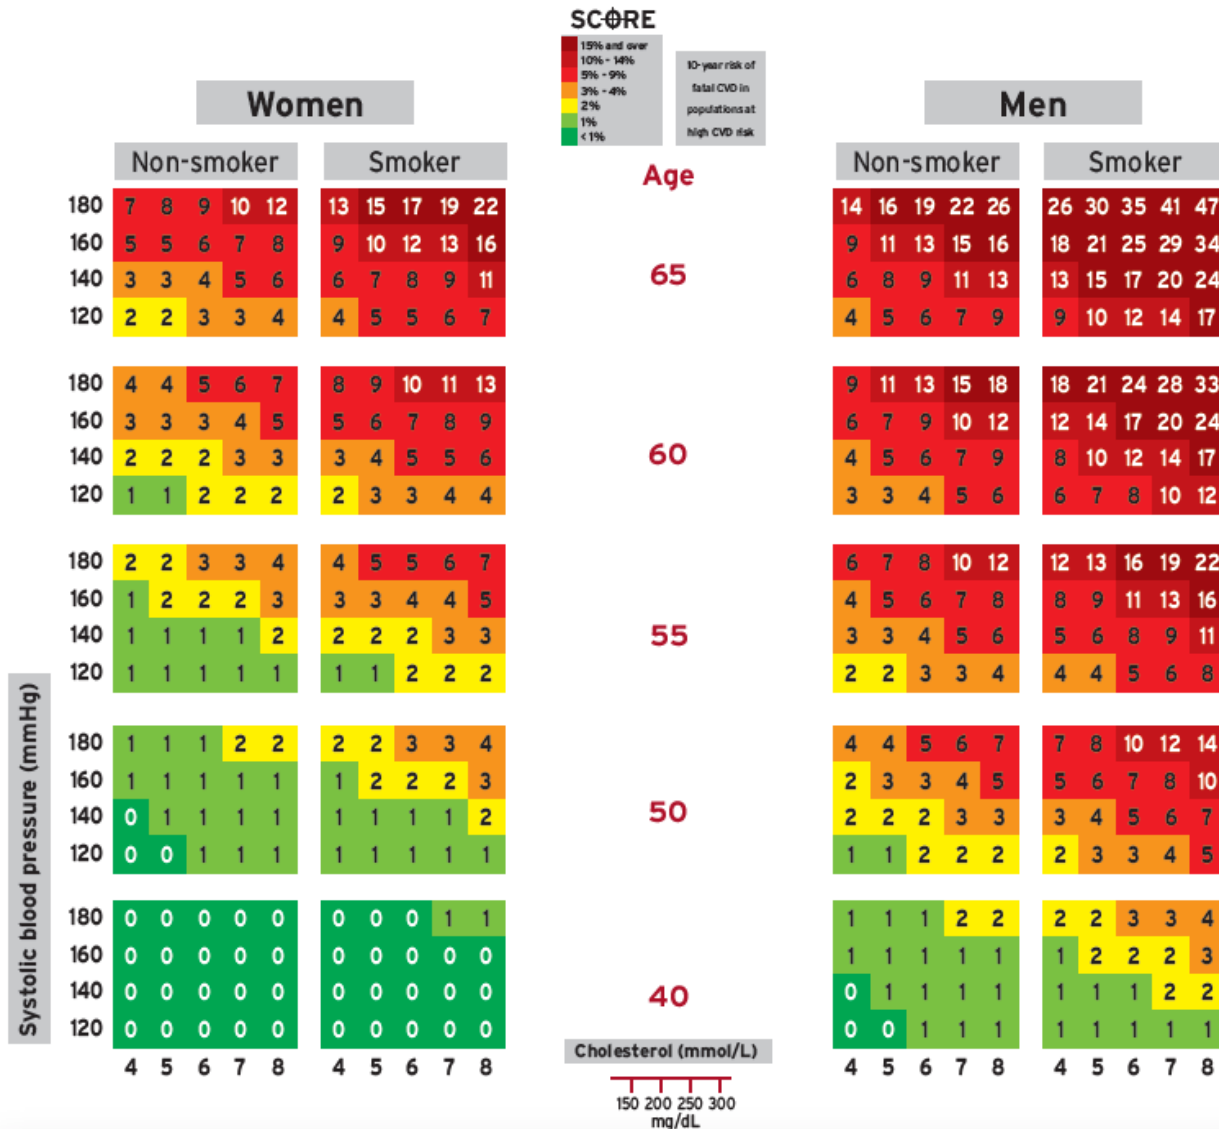 SCORE
15% and over
10% - 14%
5% - 9%
3% - 4%
2%
1%
< 1%
10-year risk of
fatal CVD in
populations at
high CVD risk
Women
Men
Non-smoker Smoker Age Non-smoker Smoker
180 7 8 9 10 12 13 15 17 19 22 14 16 19 22 26 26 30 35 41 47
160 5 5 6 7 8 9 10 12 13 16 9 11 13 15 16 18 21 25 29 34
65
140 3 3 4 5 6 6 7 8 9 11 6 8 9 11 13 13 15 17 20 24
120 2 2 3 3 4 4 5 5 6 7 4 5 6 7 9 9 10 12 14 17
180 4 4 5 6 7 8 9 10 11 13 9 11 13 15 18 18 21 24 28 33
160 3 3 3 4 5 5 6 7 8 9 6 7 9 10 12 12 14 17 20 24
60
140 2 2 2 3 3 3 4 5 5 6 4 5 6 7 9 8 10 12 14 17
120 1 1 2 2 2 2 3 3 4 4 3 3 4 5 6 6 7 8 10 12
180 2 2 3 3 4 4 5 5 6 7 6 7 8 10 12 12 13 16 19 22
160 1 2 2 2 3 3 3 4 4 5 4 5 6 7 8 8 9 11 13 16
55
140 1 1 1 1 2 2 2 2 3 3 3 3 4 5 6 5 6 8 9 11
120 1 1 1 1 1 1 1 2 2 2 2 2 3 3 4 4 4 5 6 8
180 1 1 1 2 2 2 2 3 3 4 4 4 5 6 7 7 8 10 12 14
160 1 1 1 1 1 1 2 2 2 3 2 3 3 4 5 5 6 7 8 10
50
140 0 1 1 1 1 1 1 1 1 2 2 2 2 3 3 3 4 5 6 7
120 0 0 1 1 1 1 1 1 1 1 1 1 2 2 2 2 3 3 4 5
180 0 0 0 0 0 0 0 0 1 1 1 1 1 2 2 2 2 3 3 4
160 0 0 0 0 0 0 0 0 0 0 1 1 1 1 1 1 2 2 2 3
40
140 0 0 0 0 0 0 0 0 0 0 0 1 1 1 1 1 1 1 2 2
120 0 0 0 0 0 0 0 0 0 0 0 0 1 1 1 1 1 1 1 1
4 5 6 7 8 4 5 6 7 8 4 5 6 7 8 4 5 6 7 8
Systolic blood pressure (mmHg)
Cholesterol (mmol/L)
150 200 250 300
mg/dL